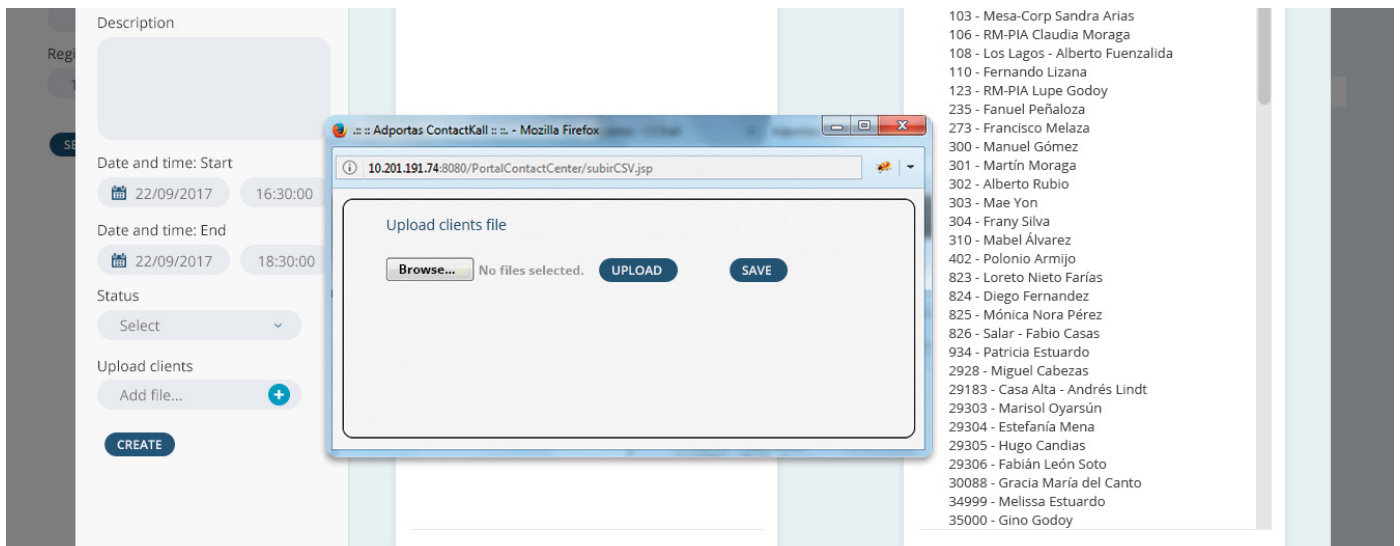 Description
Regi
SE
Date and time: Start
22/09/2017 16:30:00
Date and time: End
22/09/2017 18:30:00
Status
Select
Upload clients
Add file...
CREATE
.:: :: Adportas ContactKall :: ::. - Mozilla Firefox
10.201.191.74:8080/PortalContactCenter/subirCSV.jsp
Upload clients file
Browse... No files selected. UPLOAD SAVE
103 - Mesa-Corp Sandra Arias
106 - RM-PIA Claudia Moraga
108 - Los Lagos - Alberto Fuenzalida
110 - Fernando Lizana
123 - RM-PIA Lupe Godoy
235 - Fanuel Peñaloza
273 - Francisco Melaza
300 - Manuel Gómez
301 - Martín Moraga
302 - Alberto Rubio
303 - Mae Yon
304 - Frany Silva
310 - Mabel Álvarez
402 - Polonio Armijo
823 - Loreto Nieto Farías
824 - Diego Fernandez
825 - Mónica Nora Pérez
826 - Salar - Fabio Casas
934 - Patricia Estuardo
2928 - Miguel Cabezas
29183 - Casa Alta - Andrés Lindt
29303 - Marisol Oyarsún
29304 - Estefanía Mena
29305 - Hugo Candias
29306 - Fabián León Soto
30088 - Gracia María del Canto
34999 - Melissa Estuardo
35000 - Gino Godoy